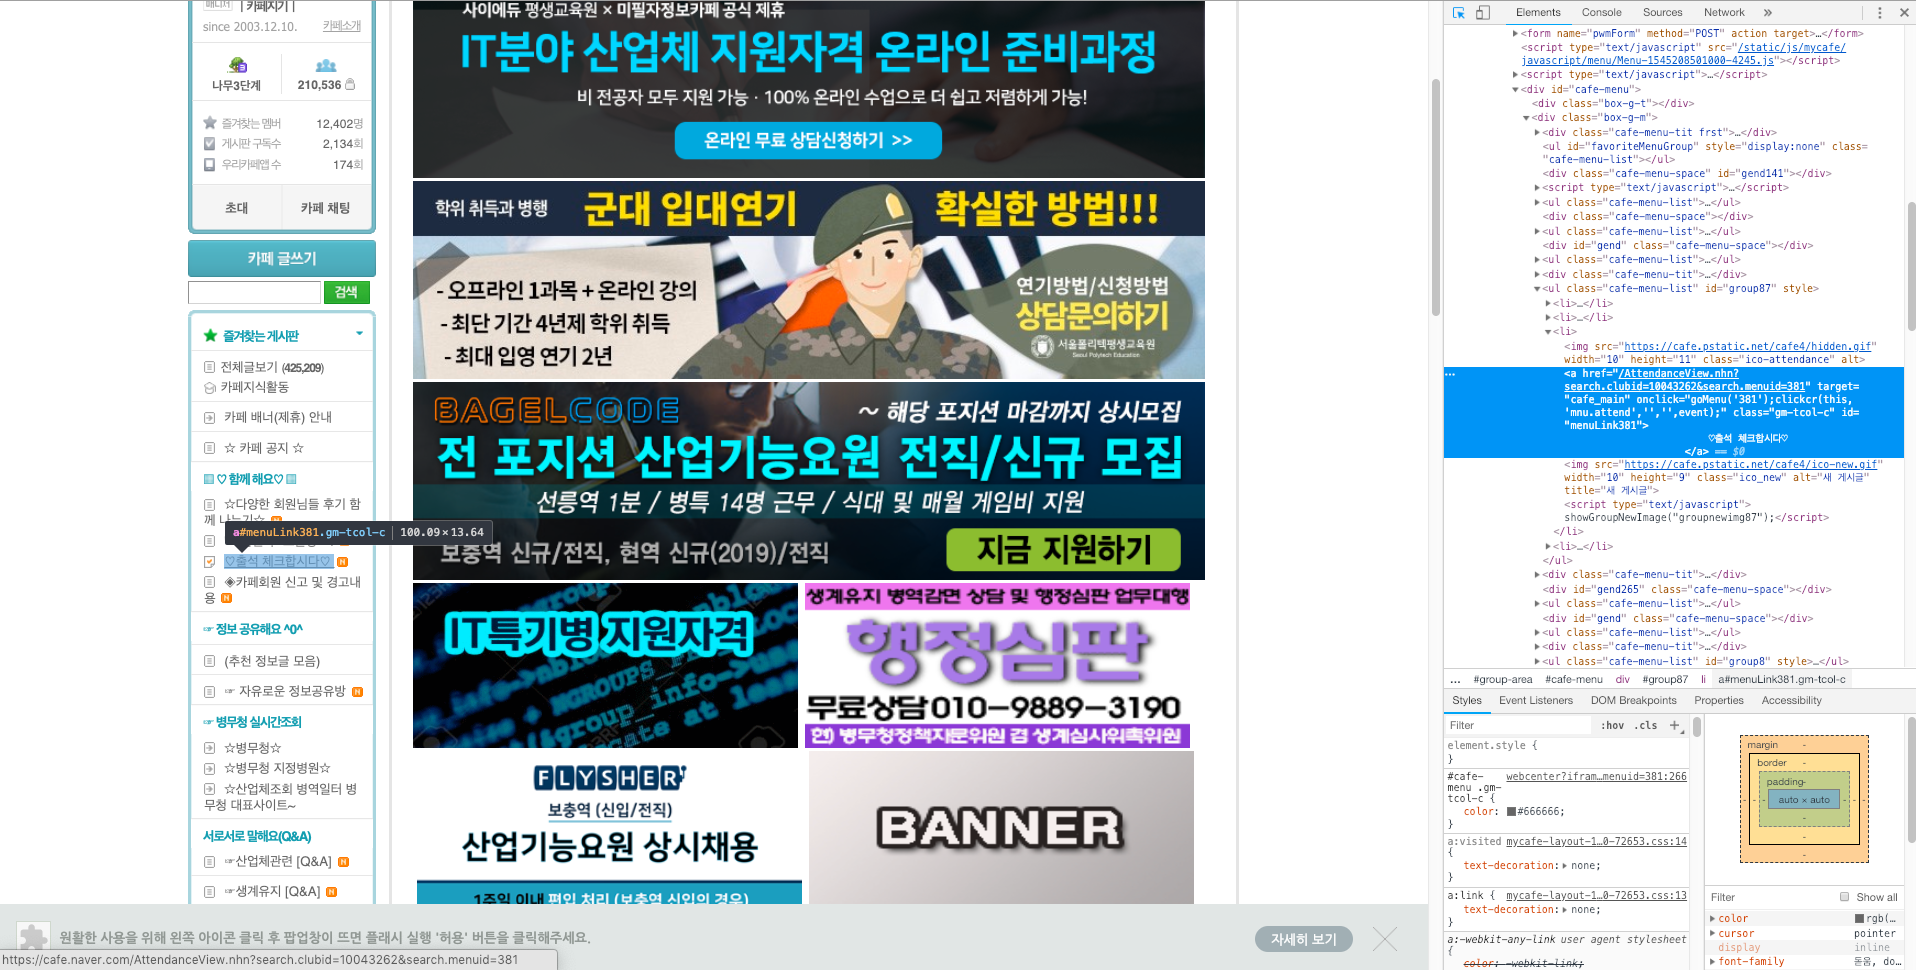 매니저 | 카페지기 |
since 2003.12.10. 카페소개
나무3단계
210,536
즐겨찾는 멤버 12,402명
게시판 구독수 2,134회
우리카페앱 수 174회
초대
카페 채팅
카페 글쓰기
검색
즐겨찾는 게시판
전체글보기 (425,209)
카페지식활동
카페 배너(제휴) 안내
☆ 카페 공지 ☆
♡ 함께 해요♡
☆다양한 회원님들 후기 함
께 나누기☆
a#menuLink381.gm-tcol-c | 100.09 × 13.64
♡출석 체크합시다♡
◈카페회원 신고 및 경고내
용
☞ 정보 공유해요 ^0^
(추천 정보글 모음)
☞ 자유로운 정보공유방
☞ 병무청 실시간조회
☆병무청☆
☆병무청 지정병원☆
☆산업체조회 병역일터 병
무청 대표사이트~
서로서로 말해요(Q&A)
☞산업체관련 [Q&A]
☞생계유지 [Q&A]
사이에듀 평생교육원 × 미필자정보카페 공식 제휴
IT분야 산업체 지원자격 온라인 준비과정
비 전공자 모두 지원 가능 · 100% 온라인 수업으로 더 쉽고 저렴하게 가능!
온라인 무료 상담신청하기 >>
학위 취득과 병행 군대 입대연기 확실한 방법!!!
- 오프라인 1과목 + 온라인 강의
- 최단 기간 4년제 학위 취득
- 최대 입영 연기 2년
연기방법/신청방법
상담문의하기
서울폴리텍평생교육원
Seoul Polytech Education
BAGELCODE ~ 해당 포지션 마감까지 상시모집
전 포지션 산업기능요원 전직/신규 모집
선릉역 1분 / 병특 14명 근무 / 식대 및 매월 게임비 지원
보충역 신규/전직, 현역 신규(2019)/전직
지금 지원하기
IT특기병 지원자격
생계유지 병역감면 상담 및 행정심판 업무대행
행정심판
무료상담 010-9889-3190
현) 병무청정책자문위원 겸 생계심사위촉위원
FLYSHER
보충역 (신입/전직)
산업기능요원 상시채용
1주일 이내 편입 처리 (보충역 신입의 경우)
BANNER
원활한 사용을 위해 왼쪽 아이콘 클릭 후 팝업창이 뜨면 플래시 실행 '허용' 버튼을 클릭해주세요.
자세히 보기
https://cafe.naver.com/AttendanceView.nhn?search.clubid=10043262&search.menuid=381
Elements Console Sources Network »
<form name="pwmForm" method="POST" action target>…</form>
<script type="text/javascript" src="/static/js/mycafe/
javascript/menu/Menu-1545208501000-4245.js"></script>
<script type="text/javascript">…</script>
<div id="cafe-menu">
<div class="box-g-t"></div>
<div class="box-g-m">
<div class="cafe-menu-tit frst">…</div>
<ul id="favoriteMenuGroup" style="display:none" class=
"cafe-menu-list"></ul>
<div class="cafe-menu-space" id="gend141"></div>
<script type="text/javascript">…</script>
<ul class="cafe-menu-list">…</ul>
<div class="cafe-menu-space"></div>
<ul class="cafe-menu-list">…</ul>
<div id="gend" class="cafe-menu-space"></div>
<ul class="cafe-menu-list">…</ul>
<div class="cafe-menu-tit">…</div>
<ul class="cafe-menu-list" id="group87" style>
<li>…</li>
<li>…</li>
<li>
<img src="https://cafe.pstatic.net/cafe4/hidden.gif"
width="10" height="11" class="ico-attendance" alt>
<a href="/AttendanceView.nhn?
search.clubid=10043262&search.menuid=381" target=
"cafe_main" onclick="goMenu('381');clickcr(this,
'mnu.attend','','',event);" class="gm-tcol-c" id=
"menuLink381">
♡출석 체크합시다♡
</a> == $0
<img src="https://cafe.pstatic.net/cafe4/ico-new.gif"
width="10" height="9" class="ico_new" alt="새 게시글"
title="새 게시글">
<script type="text/javascript">
showGroupNewImage("groupnewimg87");</script>
</li>
<li>…</li>
</ul>
<div class="cafe-menu-tit">…</div>
<div id="gend265" class="cafe-menu-space"></div>
<ul class="cafe-menu-list">…</ul>
<div id="gend" class="cafe-menu-space"></div>
<ul class="cafe-menu-list">…</ul>
<div class="cafe-menu-tit">…</div>
<ul class="cafe-menu-list" id="group8" style>…</ul>
… #group-area #cafe-menu div #group87 li a#menuLink381.gm-tcol-c
Styles Event Listeners DOM Breakpoints Properties Accessibility
Filter :hov .cls +
element.style {
}
#cafe- webcenter?ifram…menuid=381:266
menu .gm-
tcol-c {
color: #666666;
}
a:visited mycafe-layout-1…0-72653.css:14
{
text-decoration: none;
}
a:link { mycafe-layout-1…0-72653.css:13
text-decoration: none;
}
a:-webkit-any-link user agent stylesheet
{
color: -webkit-link;
margin -
border -
padding-
auto × auto
Filter Show all
color rgb(…
cursor pointer
display inline
font-family 돋움, do…